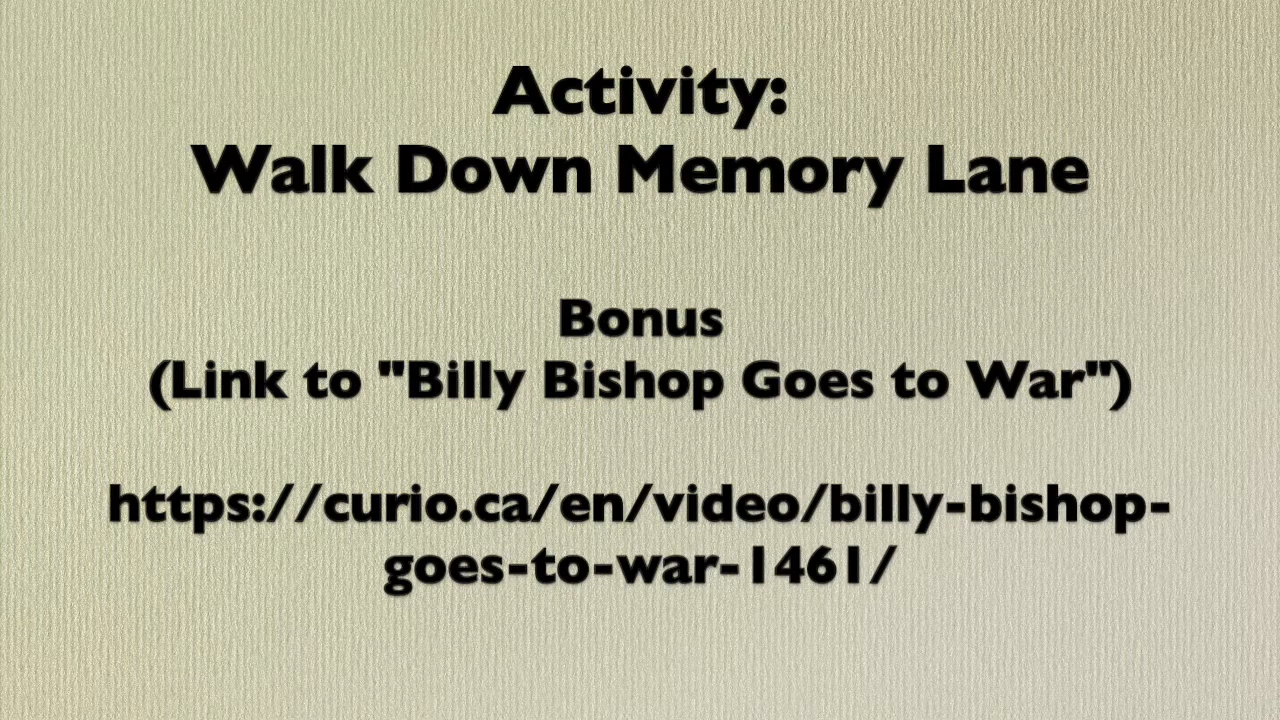 Activity:
Walk Down Memory Lane
Bonus
(Link to "Billy Bishop Goes to War")
https://curio.ca/en/video/billy-bishop-
goes-to-war-1461/